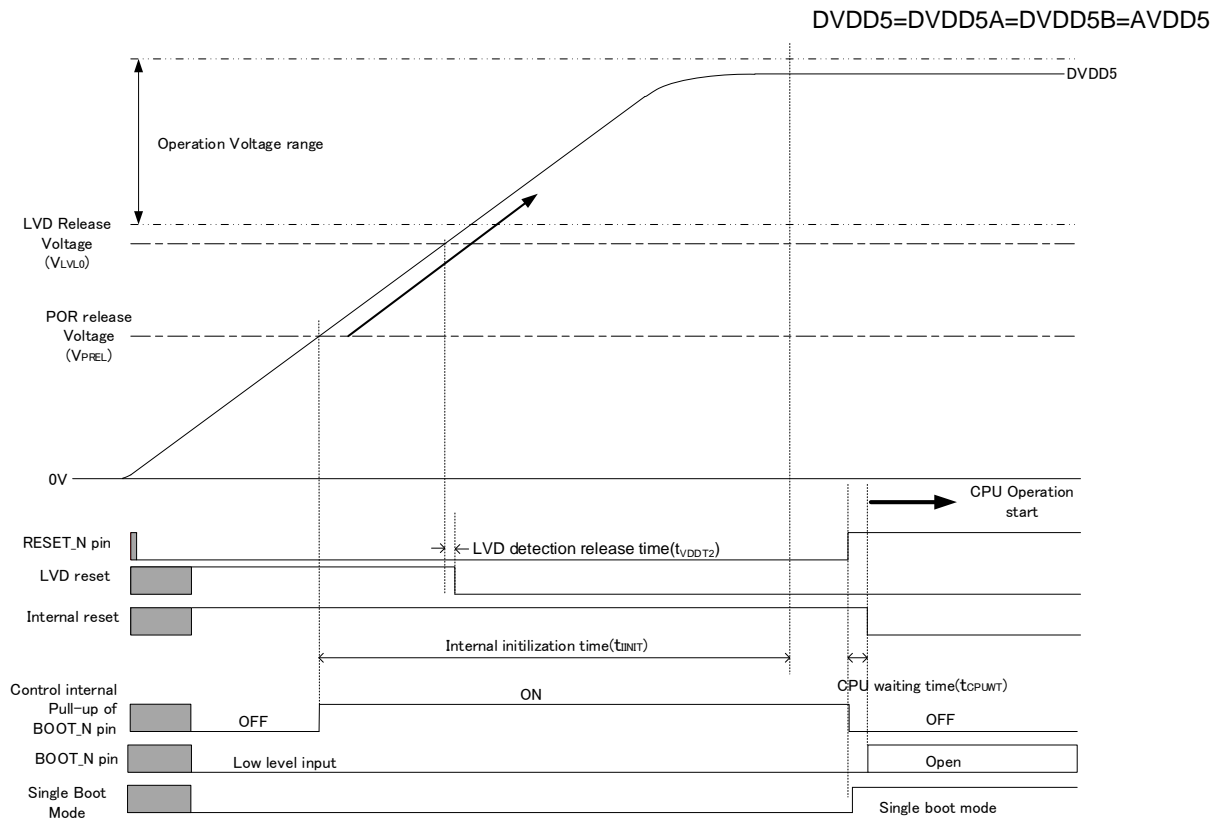 DVDD5=DVDD5A=DVDD5B=AVDD5
DVDD5
Operation Voltage range
LVD Release
Voltage
(VLVL0)
POR release
Voltage
(VPREL)
0V
CPU Operation
start
RESET_N pin
LVD detection release time(tVDDT2)
LVD reset
Internal reset
Internal initilization time(tIINIT)
CPU waiting time(tCPUWT)
Control internal
Pull-up of
BOOT_N pin
OFF
ON
OFF
BOOT_N pin
Low level input
Open
Single Boot
Mode
Single boot mode